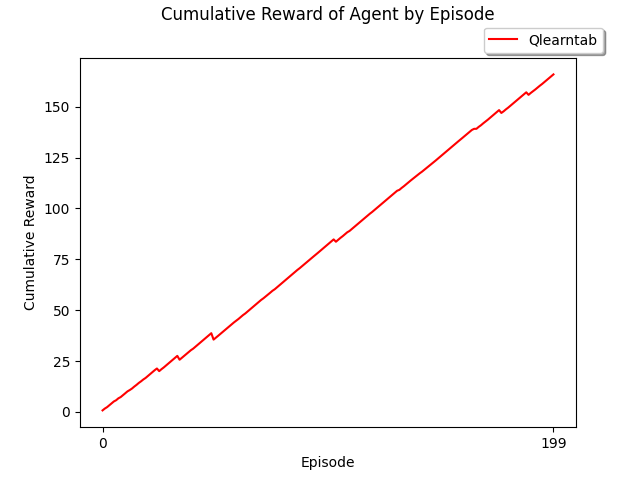 Cumulative Reward of Agent by Episode
Qlearntab
150
125
100
75
50
25
0
Cumulative Reward
0
199
Episode